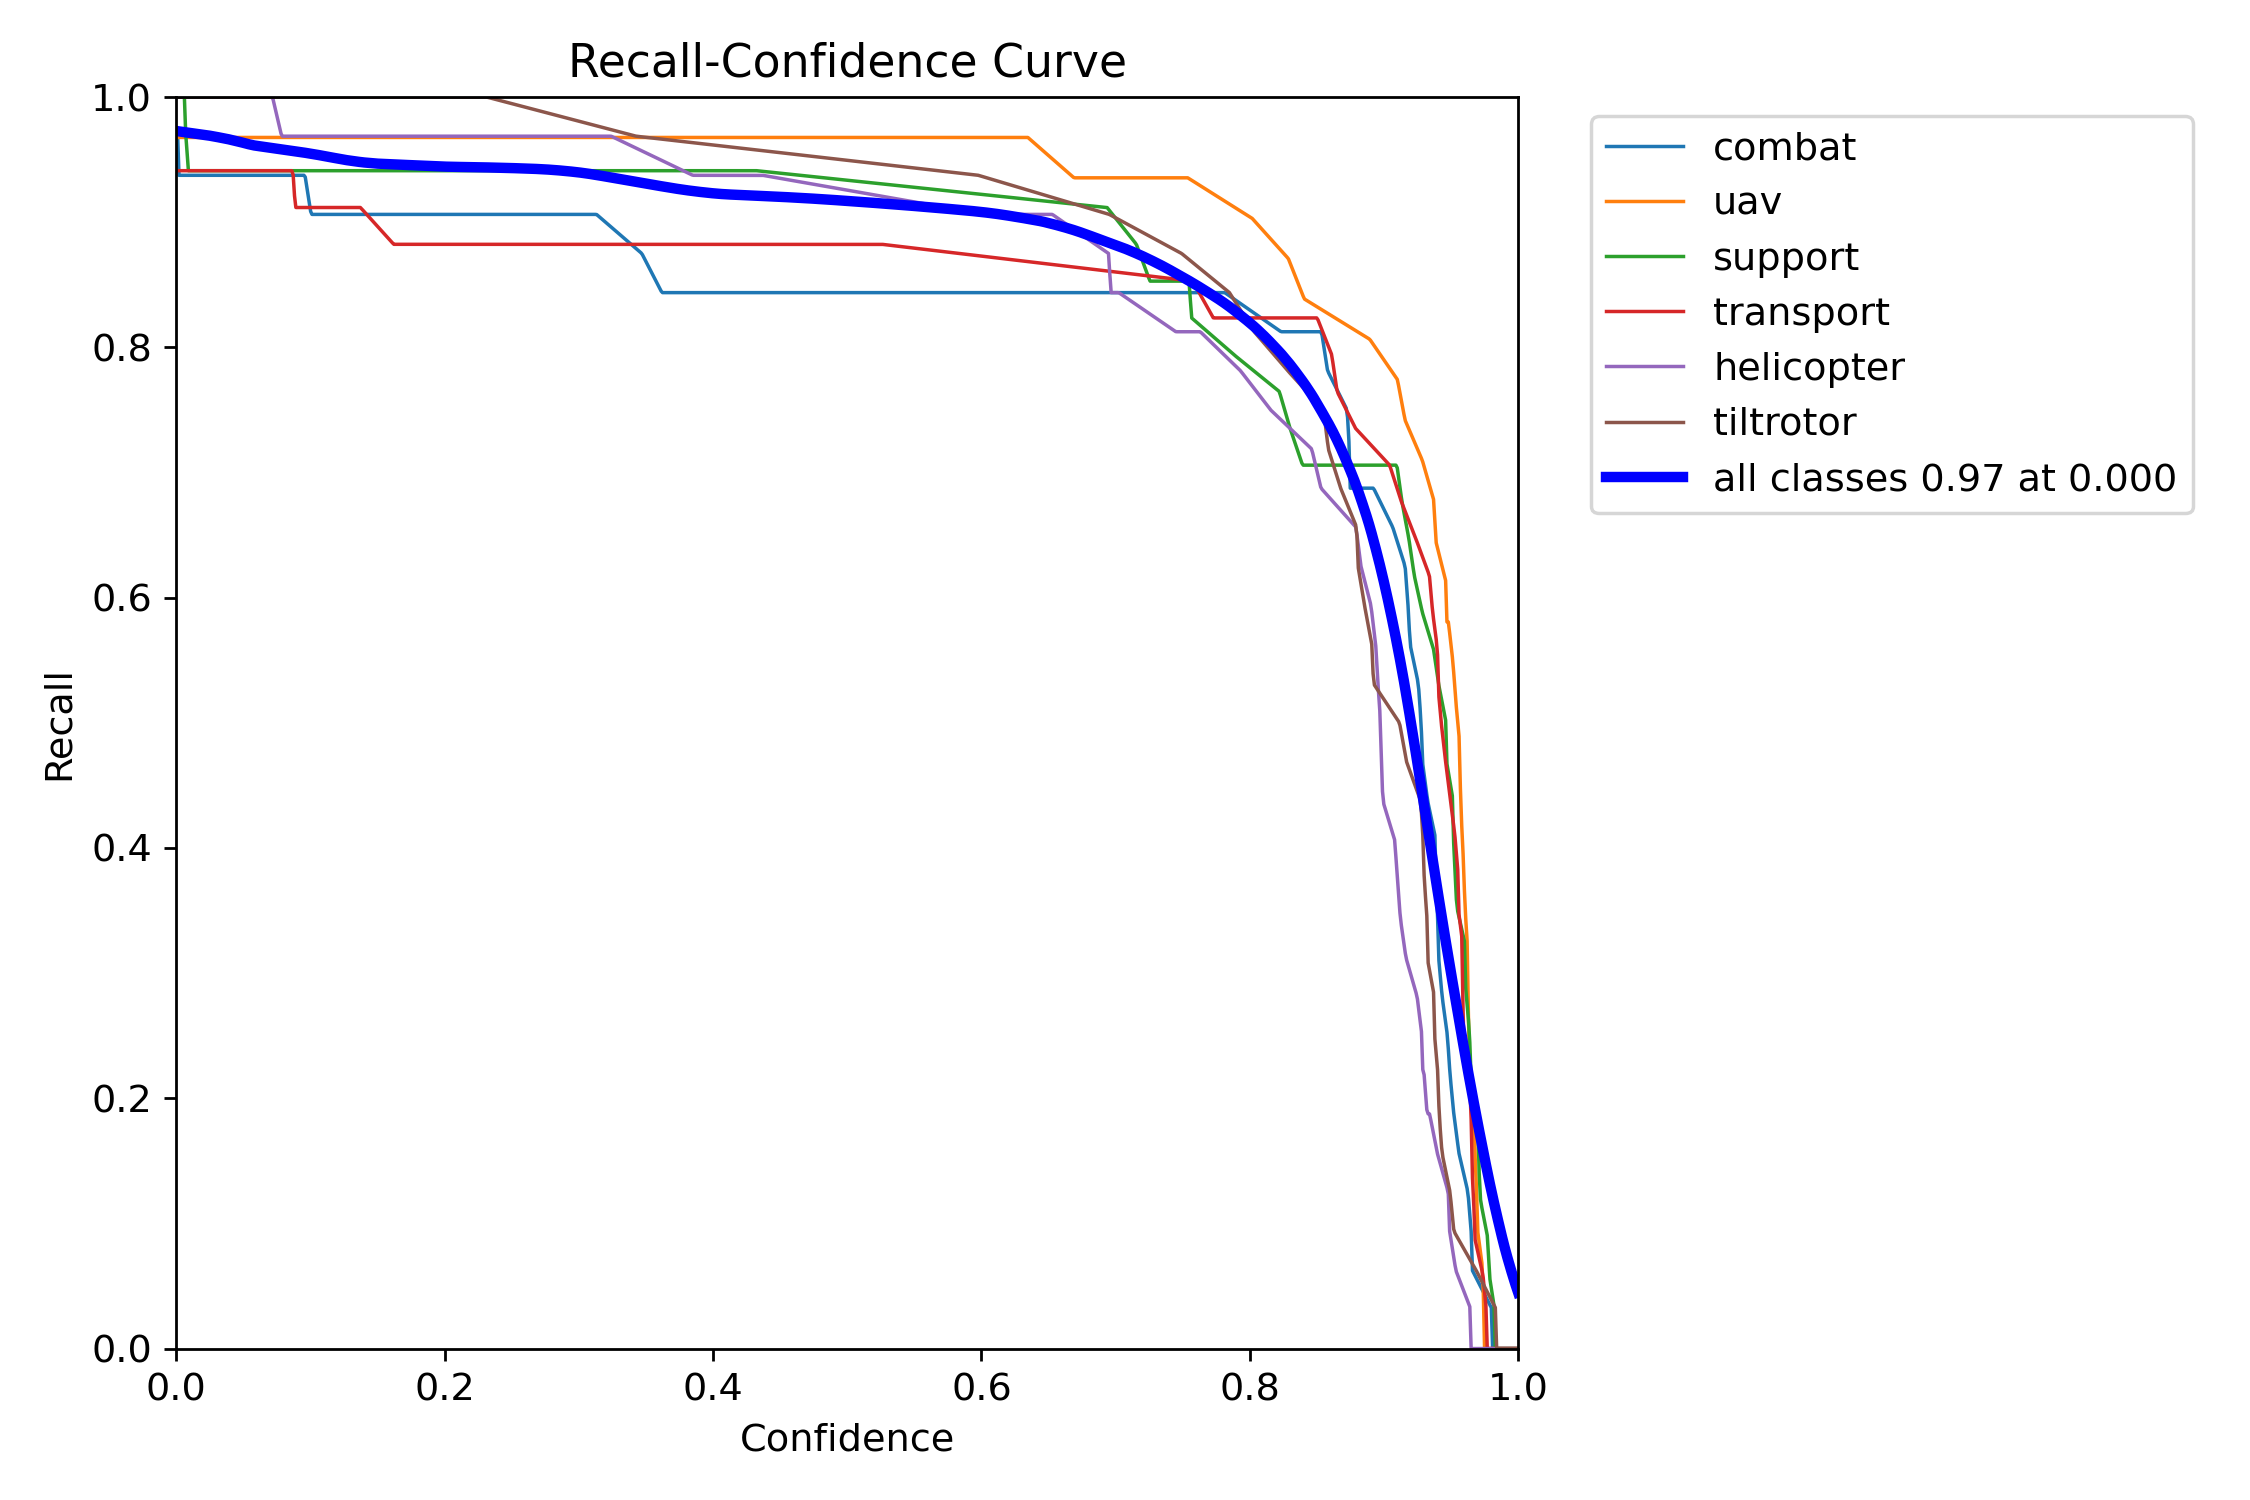 Recall-Confidence Curve
1.0
0.8
0.6
0.4
0.2
0.0
Recall
0.0 0.2 0.4 0.6 0.8 1.0
Confidence
combat
uav
support
transport
helicopter
tiltrotor
all classes 0.97 at 0.000